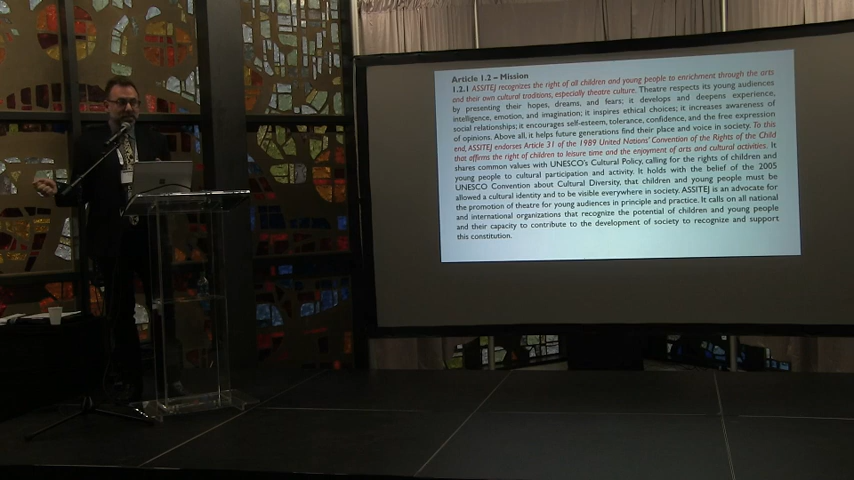 Article 1.2 – Mission
1.2.1 ASSITEJ recognizes the right of all children and young people to enrichment through the arts
and their own cultural traditions, especially theatre culture. Theatre respects its young audiences
by presenting their hopes, dreams, and fears; it develops and deepens experience,
intelligence, emotion, and imagination; it inspires ethical choices; it increases awareness of
social relationships; it encourages self-esteem, tolerance, confidence, and the free expression
of opinions. Above all, it helps future generations find their place and voice in society. To this
end, ASSITEJ endorses Article 31 of the 1989 United Nations' Convention of the Rights of the Child
that affirms the right of children to leisure time and the enjoyment of arts and cultural activities. It
shares common values with UNESCO's Cultural Policy, calling for the rights of children and
young people to cultural participation and activity. It holds with the belief of the 2005
UNESCO Convention about Cultural Diversity, that children and young people must be
allowed a cultural identity and to be visible everywhere in society. ASSITEJ is an advocate for
the promotion of theatre for young audiences in principle and practice. It calls on all national
and international organizations that recognize the potential of children and young people
and their capacity to contribute to the development of society to recognize and support
this constitution.